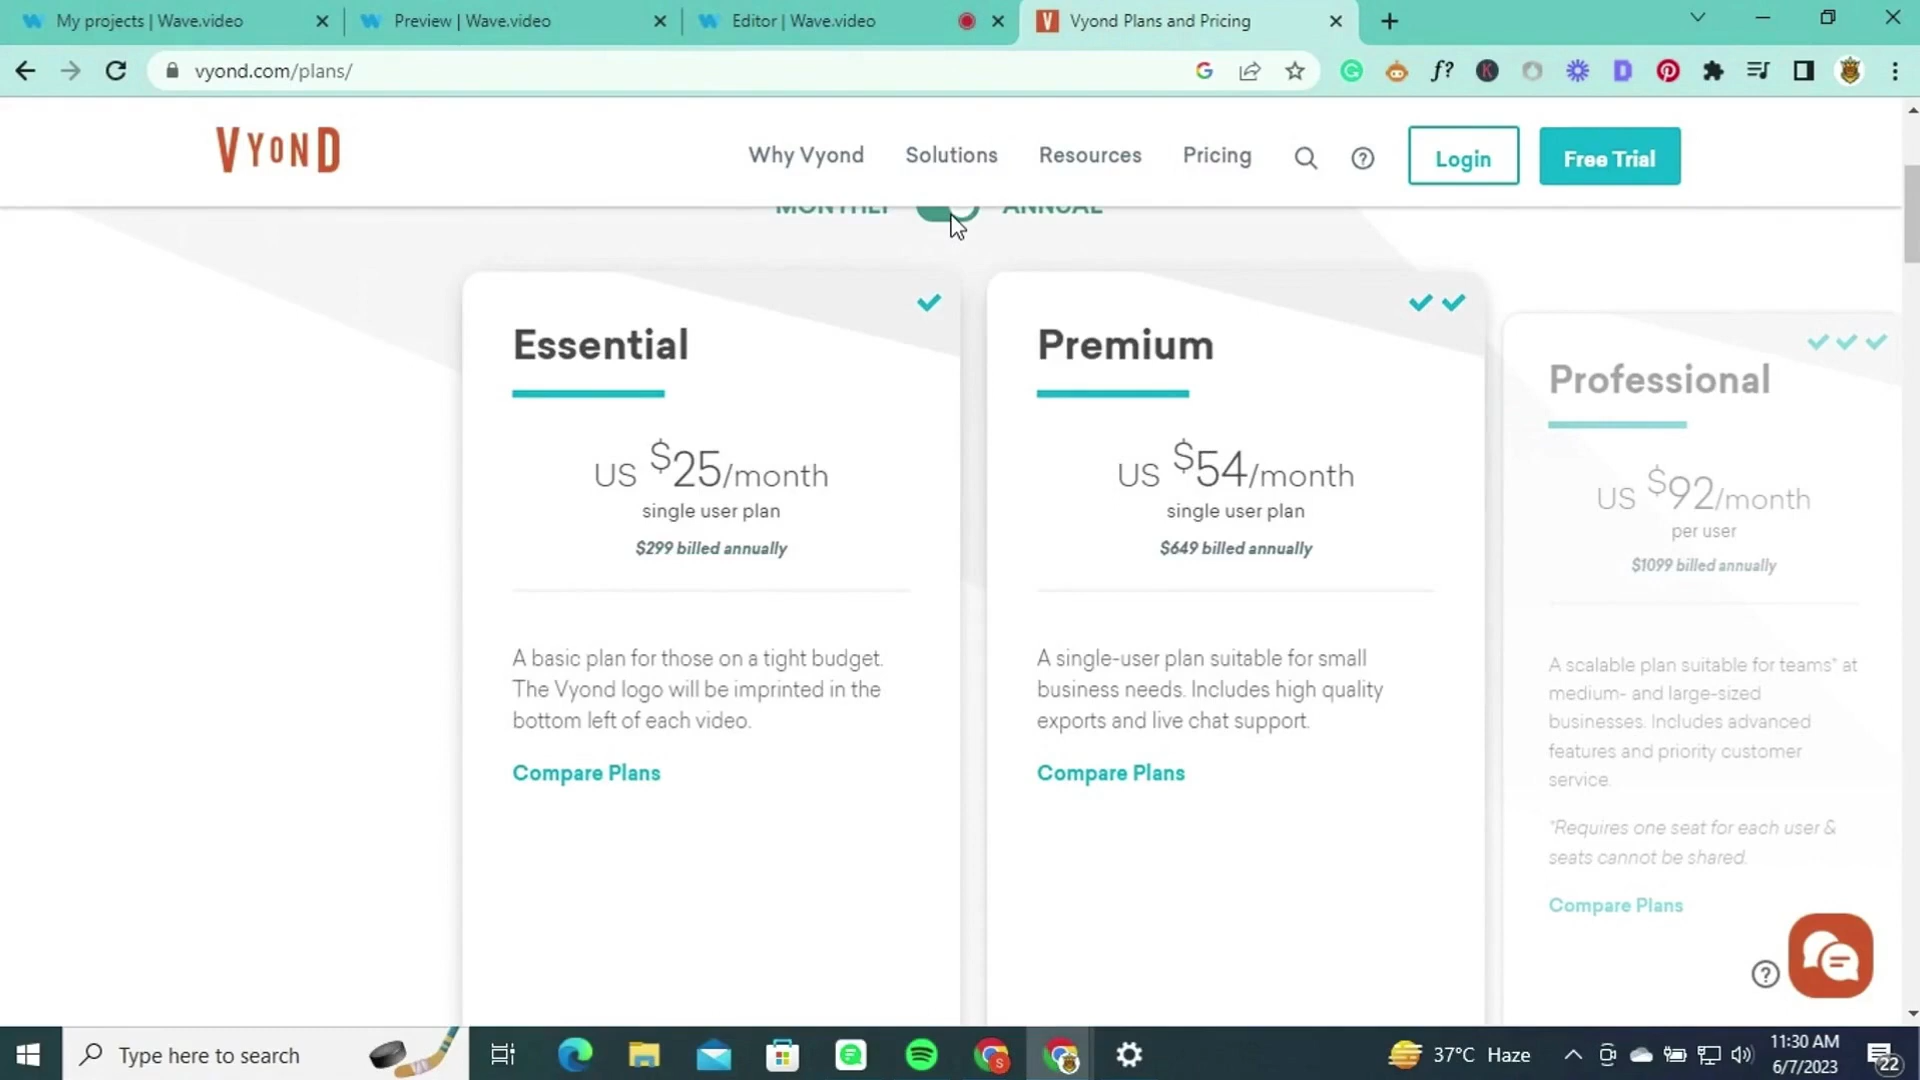 My projects | Wave.video
Preview | Wave.video
Editor | Wave.video
Vyond Plans and Pricing
vyond.com/plans/
VYOND
Why Vyond
Solutions
Resources
Pricing
Login
Free Trial
MONTHLY
ANNUAL
Essential
US $25/month
single user plan
$299 billed annually
A basic plan for those on a tight budget.
The Vyond logo will be imprinted in the
bottom left of each video.
Compare Plans
Premium
US $54/month
single user plan
$649 billed annually
A single-user plan suitable for small
business needs. Includes high quality
exports and live chat support.
Compare Plans
Professional
US $92/month
per user
$1099 billed annually
A scalable plan suitable for teams* at
medium- and large-sized
businesses. Includes advanced
features and priority customer
service.
*Requires one seat for each user &
seats cannot be shared.
Compare Plans
Type here to search
37°C Haze
11:30 AM
6/7/2023
22